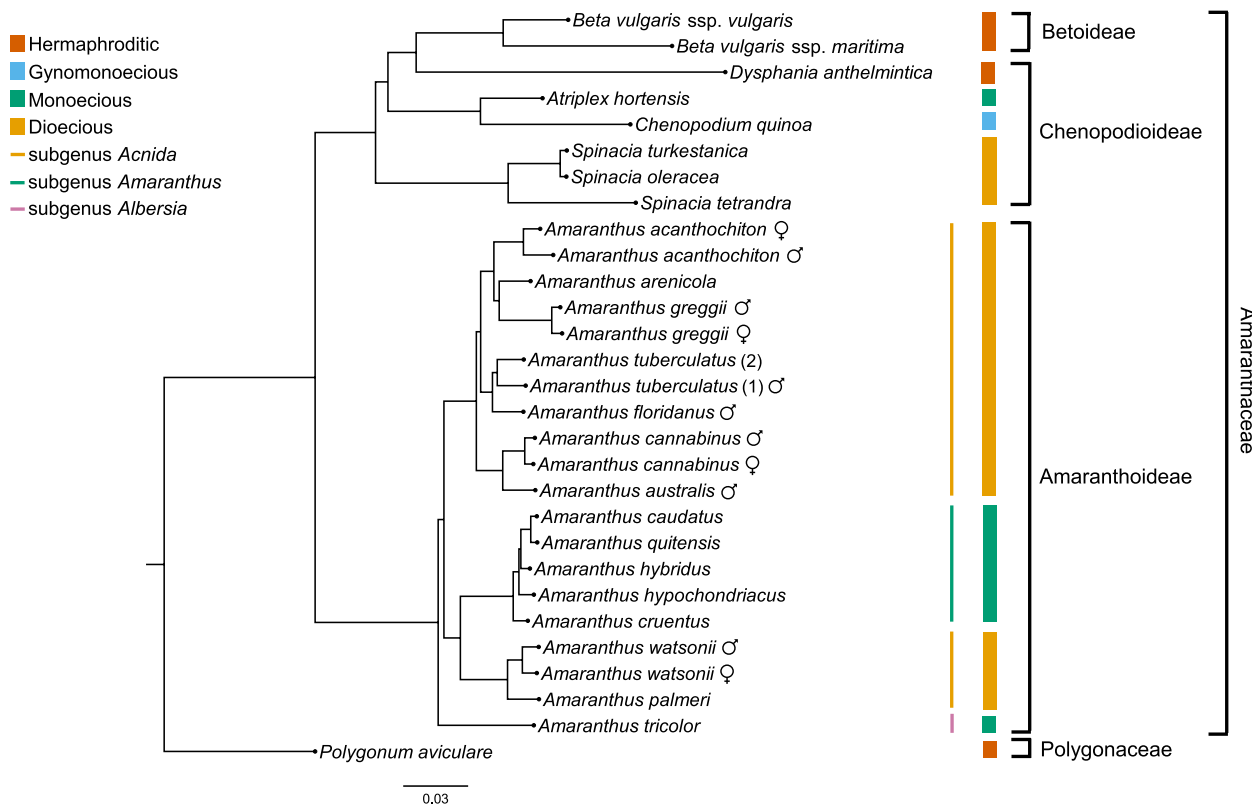 Hermaphroditic
Gynomonoecious
Monoecious
Dioecious
subgenus Acnida
subgenus Amaranthus
subgenus Albersia
Beta vulgaris ssp. vulgaris
Beta vulgaris ssp. maritima
Dysphania anthelmintica
Atriplex hortensis
Chenopodium quinoa
Spinacia turkestanica
Spinacia oleracea
Spinacia tetrandra
Amaranthus acanthochiton ♀
Amaranthus acanthochiton ♂
Amaranthus arenicola
Amaranthus greggii ♂
Amaranthus greggii ♀
Amaranthus tuberculatus (2)
Amaranthus tuberculatus (1) ♂
Amaranthus floridanus ♂
Amaranthus cannabinus ♂
Amaranthus cannabinus ♀
Amaranthus australis ♂
Amaranthus caudatus
Amaranthus quitensis
Amaranthus hybridus
Amaranthus hypochondriacus
Amaranthus cruentus
Amaranthus watsonii ♂
Amaranthus watsonii ♀
Amaranthus palmeri
Amaranthus tricolor
Polygonum aviculare
Betoideae
Chenopodioideae
Amaranthoideae
Polygonaceae
Amaranthaceae
0.03